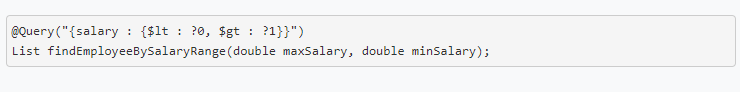 @Query("{salary : {$lt : ?0, $gt : ?1}}")
List findEmployeeBySalaryRange(double maxSalary, double minSalary);